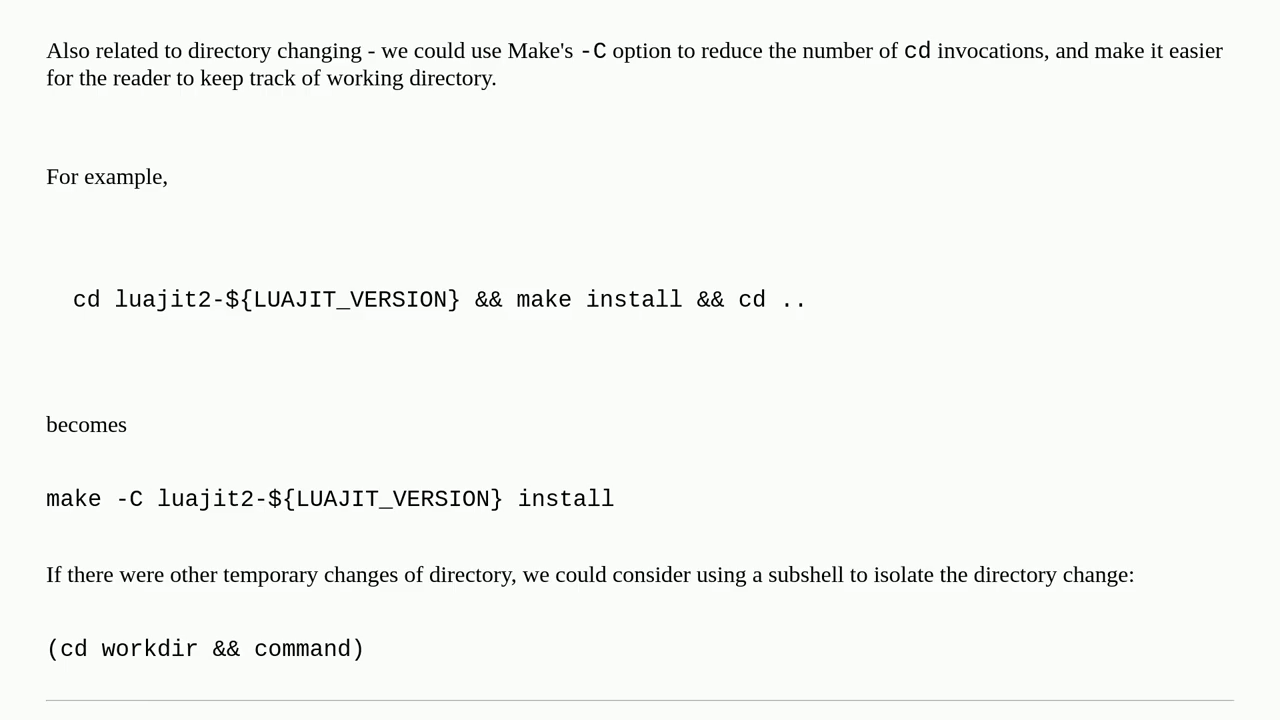 Also related to directory changing - we could use Make's -C option to reduce the number of cd invocations, and make it easier
for the reader to keep track of working directory.
For example,
cd luajit2-${LUAJIT_VERSION} && make install && cd ..
becomes
make -C luajit2-${LUAJIT_VERSION} install
If there were other temporary changes of directory, we could consider using a subshell to isolate the directory change:
(cd workdir && command)